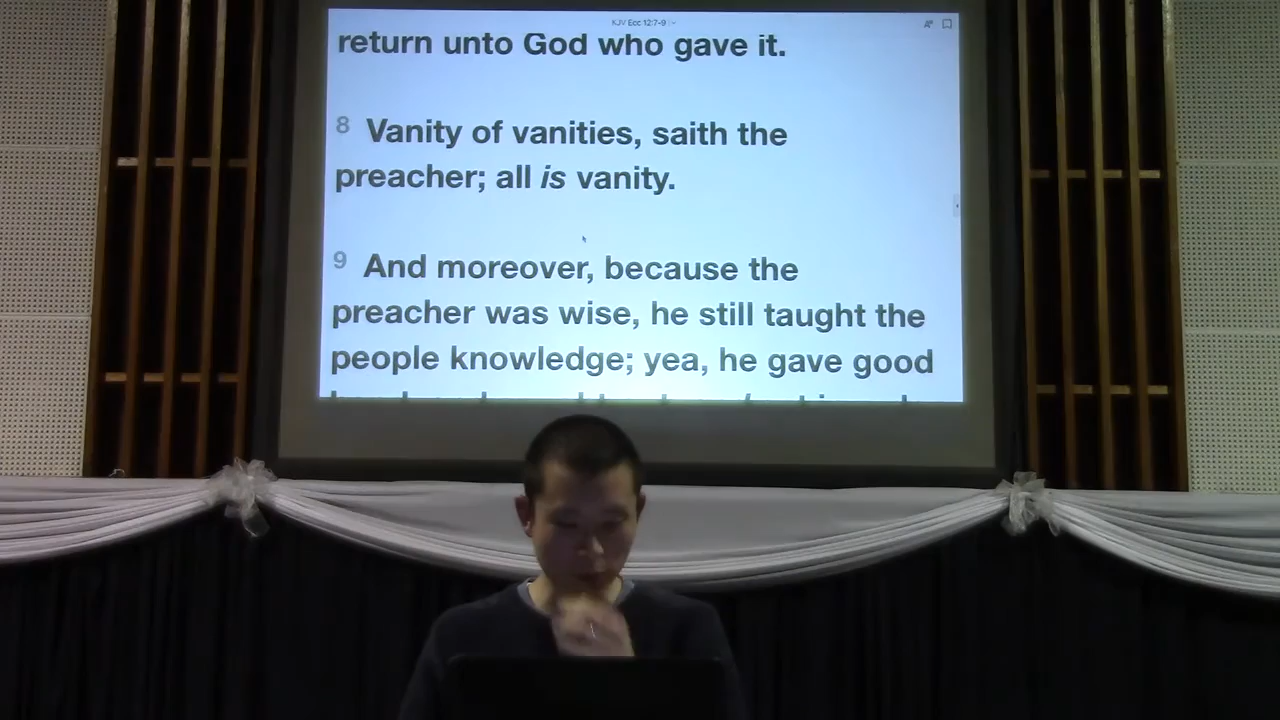 KJV Ecc 12:7-9
return unto God who gave it.
8 Vanity of vanities, saith the
preacher; all is vanity.
9 And moreover, because the
preacher was wise, he still taught the
people knowledge; yea, he gave good